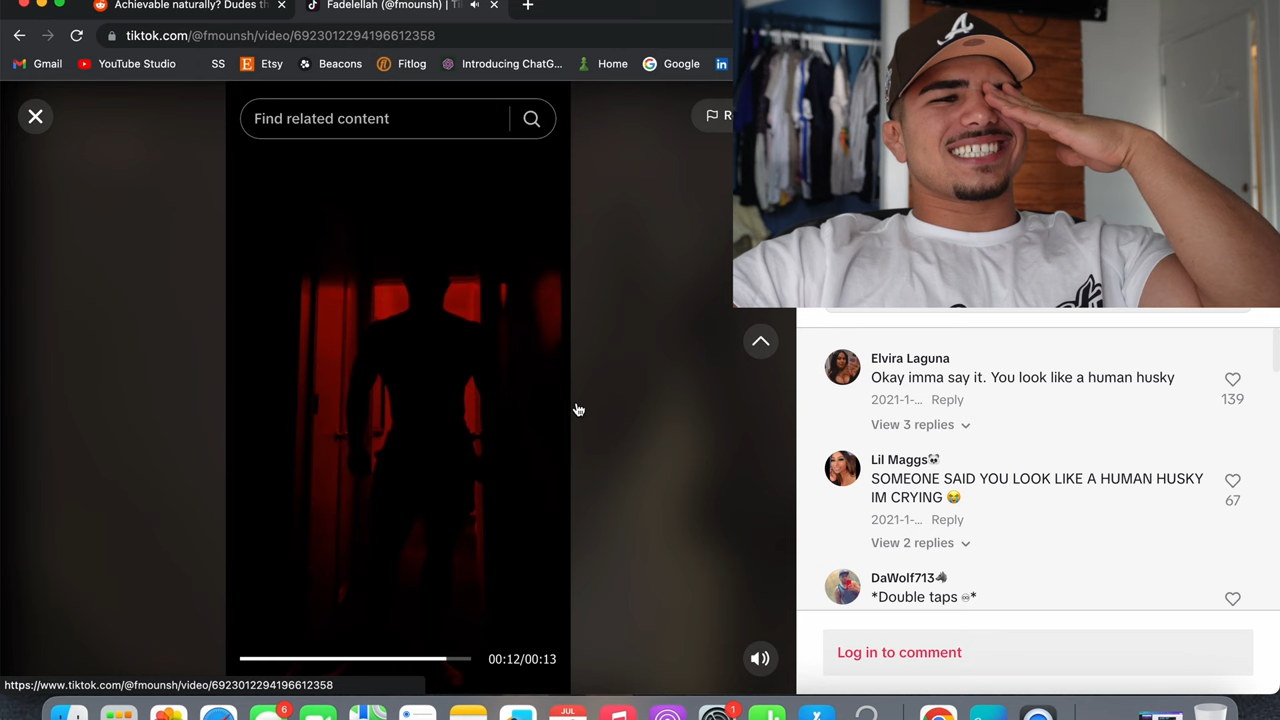 Achievable naturally? Dudes th
Fadelellah (@fmounsh) | Ti
tiktok.com/@fmounsh/video/6923012294196612358
Gmail
YouTube Studio
SS
Etsy
Beacons
Fitlog
Introducing ChatG...
Home
Google
Find related content
R
A
Elvira Laguna
Okay imma say it. You look like a human husky
2021-1-... Reply
139
View 3 replies
Lil Maggs🐼
SOMEONE SAID YOU LOOK LIKE A HUMAN HUSKY
IM CRYING 😭
67
2021-1-... Reply
View 2 replies
DaWolf713🐴
*Double taps ♾*
00:12/00:13
Log in to comment
https://www.tiktok.com/@fmounsh/video/6923012294196612358
6
JUL
1